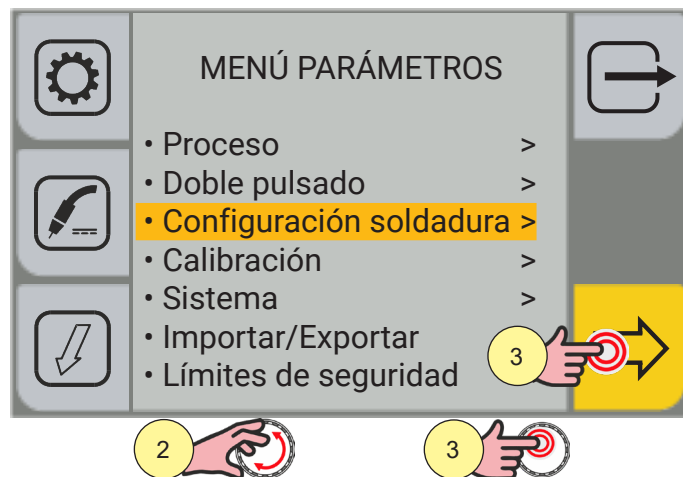 MENÚ PARÁMETROS
• Proceso >
• Doble pulsado >
• Configuración soldadura >
• Calibración >
• Sistema >
• Importar/Exportar
• Límites de seguridad
3
2
3